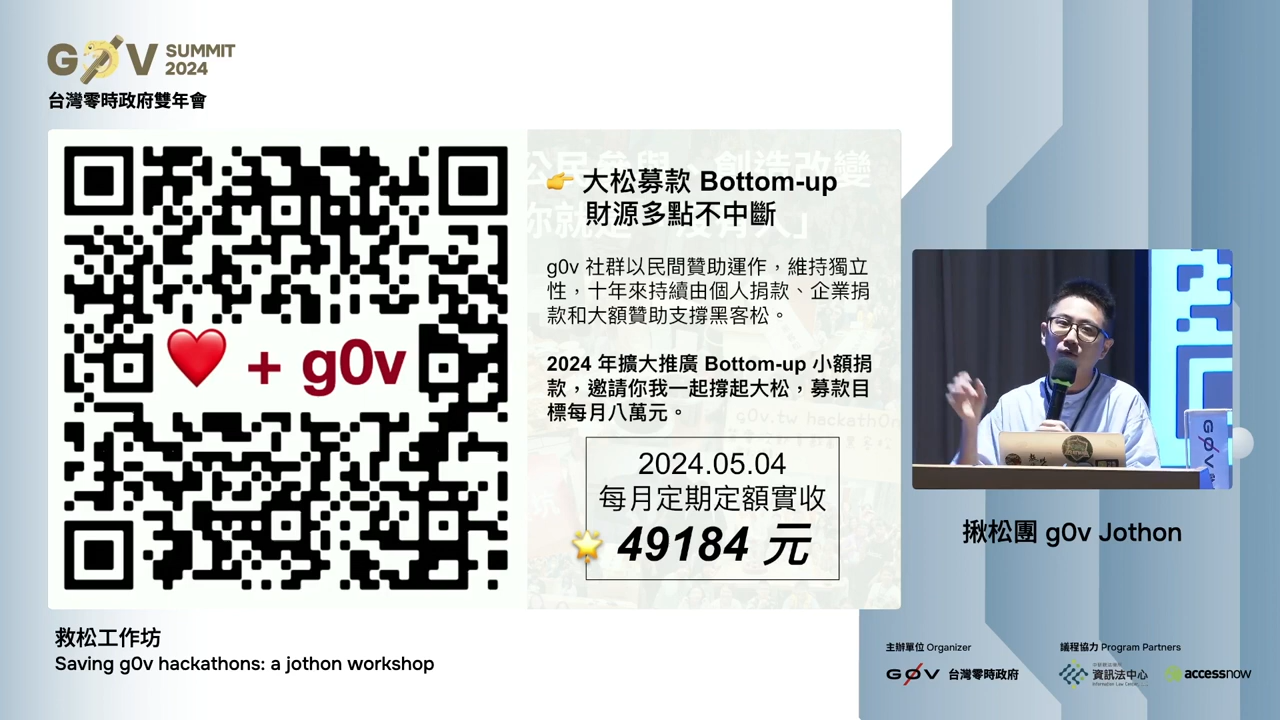 G0V SUMMIT
2024
台灣零時政府雙年會
❤️ + g0v
👉 大松募款 Bottom-up
財源多點不中斷
g0v 社群以民間贊助運作，維持獨立
性，十年來持續由個人捐款、企業捐
款和大額贊助支撐黑客松。
2024 年擴大推廣 Bottom-up 小額捐
款，邀請你我一起撐起大松，募款目
標每月八萬元。
2024.05.04
每月定期定額實收
49184 元
揪松團 g0v Jothon
救松工作坊
Saving g0v hackathons: a jothon workshop
主辦單位 Organizer
G0V 台灣零時政府
議程協力 Program Partners
資訊法中心
Information Law Center
accessnow